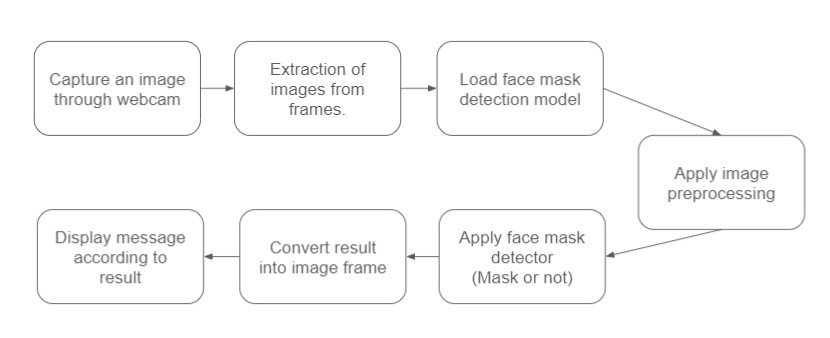 Capture an image
through webcam
Extraction of
images from
frames.
Load face mask
detection model
Apply image
preprocessing
Apply face mask
detector
(Mask or not)
Convert result
into image frame
Display message
according to
result